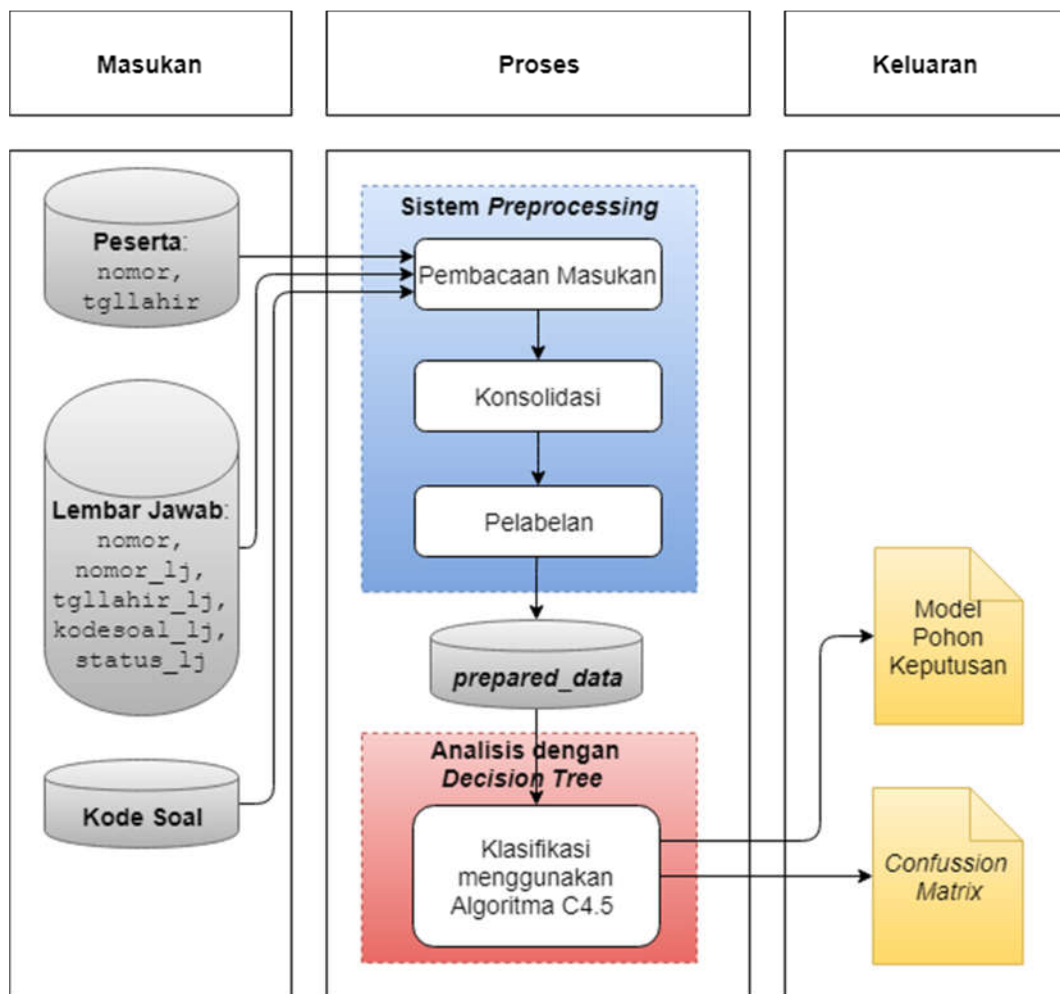 Masukan
Proses
Keluaran
Peserta:
nomor,
tgllahir
Lembar Jawab:
nomor,
nomor_lj,
tgllahir_lj,
kodesoal_lj,
status_lj
Kode Soal
Sistem Preprocessing
Pembacaan Masukan
Konsolidasi
Pelabelan
prepared_data
Analisis dengan
Decision Tree
Klasifikasi
menggunakan
Algoritma C4.5
Model
Pohon
Keputusan
Confussion
Matrix